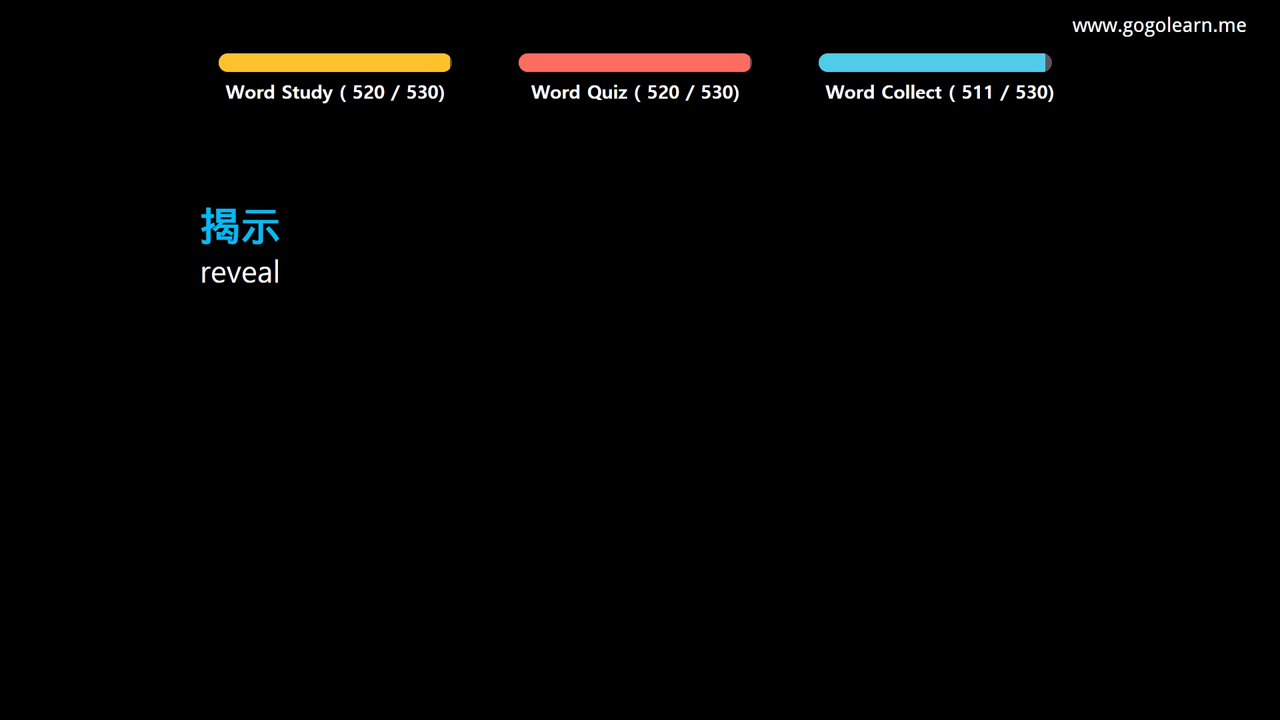 www.gogolearn.me
Word Study ( 520 / 530)
Word Quiz ( 520 / 530)
Word Collect ( 511 / 530)
揭示
reveal